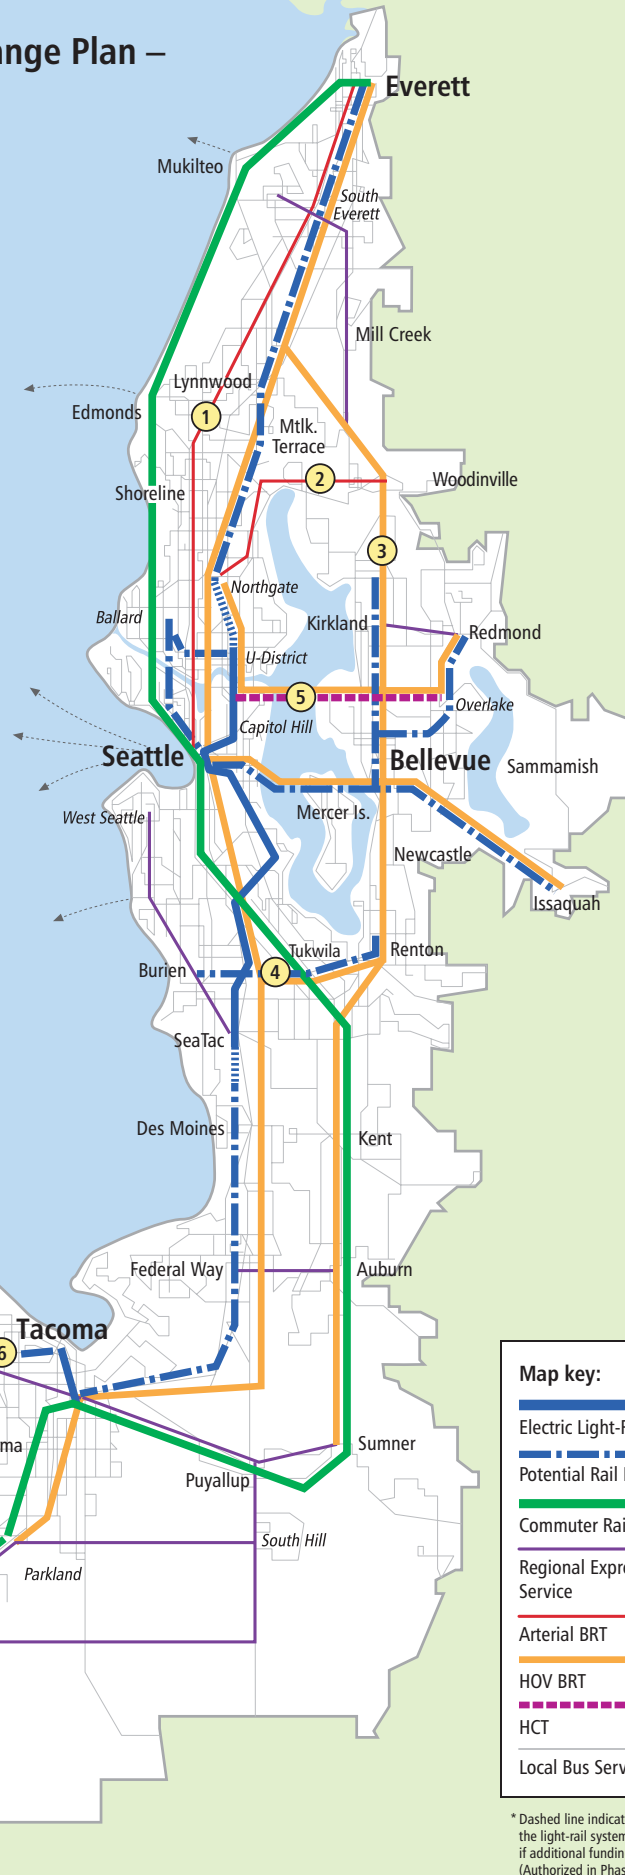 ange Plan –
Everett
Mukilteo
South
Everett
Mill Creek
Lynnwood
Edmonds
1
Mtlk.
Terrace
2
Woodinville
Shoreline
3
Northgate
Ballard
Kirkland
Redmond
U-District
5
Overlake
Capitol Hill
Seattle
Bellevue
Sammamish
Mercer Is.
West Seattle
Newcastle
Issaquah
Tukwila
Renton
Burien
4
SeaTac
Des Moines
Kent
Federal Way
Auburn
Tacoma
6
Map key:
Electric Light-R
Potential Rail
Commuter Rai
Regional Expre
Service
Arterial BRT
HOV BRT
HCT
Local Bus Serv
ma
Sumner
Puyallup
South Hill
Parkland
* Dashed line indicat
the light-rail system
if additional fundin
(Authorized in Phas